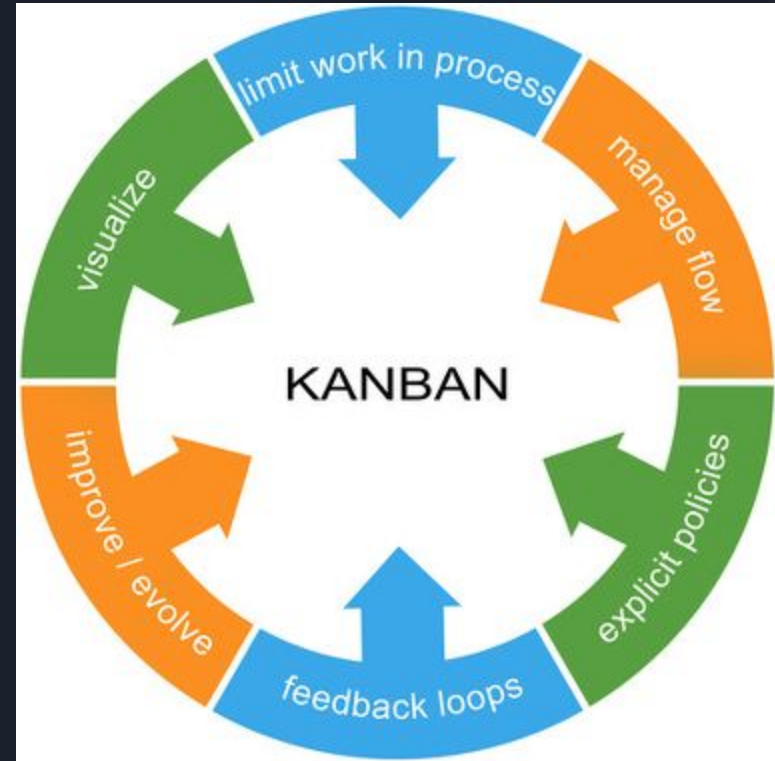 limit work in process
manage flow
visualize
KANBAN
improve / evolve
explicit policies
feedback loops